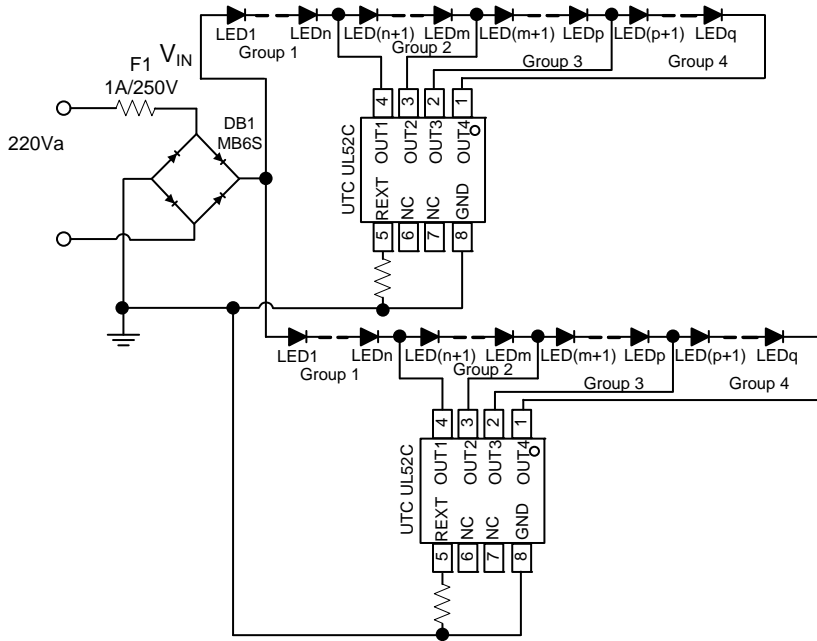 LED1 LEDn LED(n+1) LEDm LED(m+1) LEDp LED(p+1) LEDq
Group 1 Group 2 Group 3 Group 4
F1 VIN
1A/250V
220Va
DB1
MB6S
4 3 2 1
OUT1 OUT2 OUT3 OUT4
UTC UL52C
REXT NC NC GND
5 6 7 8
LED1 LEDn LED(n+1) LEDm LED(m+1) LEDp LED(p+1) LEDq
Group 1 Group 2 Group 3 Group 4
4 3 2 1
OUT1 OUT2 OUT3 OUT4
UTC UL52C
REXT NC NC GND
5 6 7 8